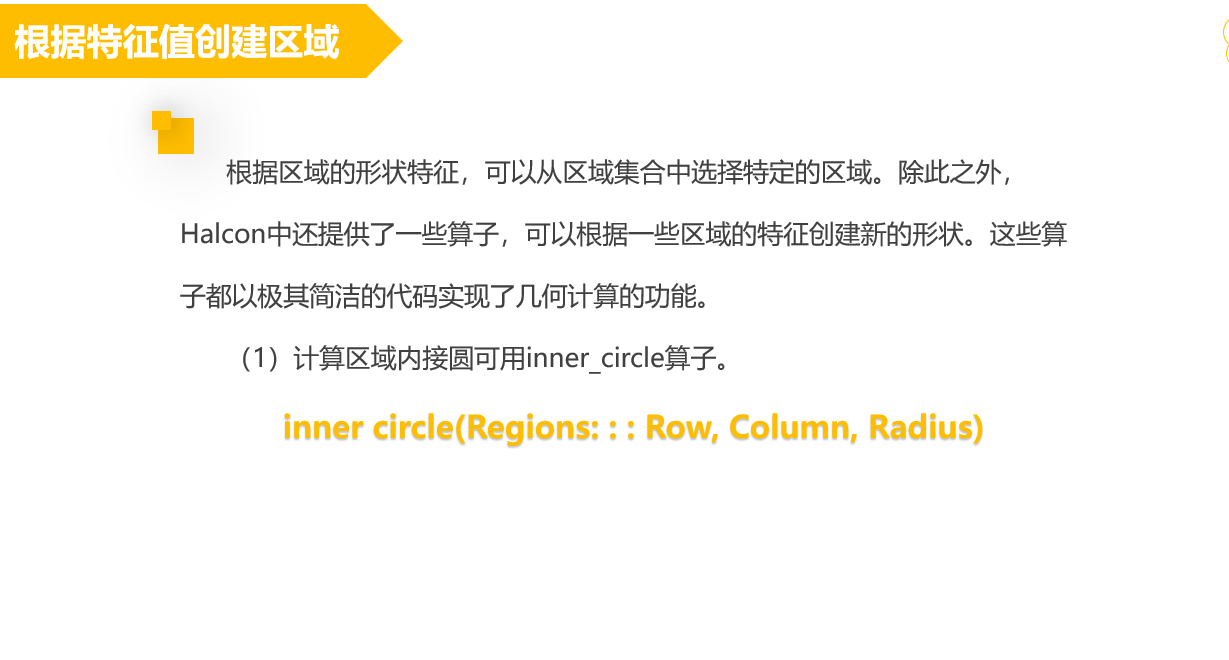 根据特征值创建区域
根据区域的形状特征，可以从区域集合中选择特定的区域。除此之外，
Halcon中还提供了一些算子，可以根据一些区域的特征创建新的形状。这些算
子都以极其简洁的代码实现了几何计算的功能。
（1）计算区域内接圆可用inner_circle算子。
inner circle(Regions: : : Row, Column, Radius)